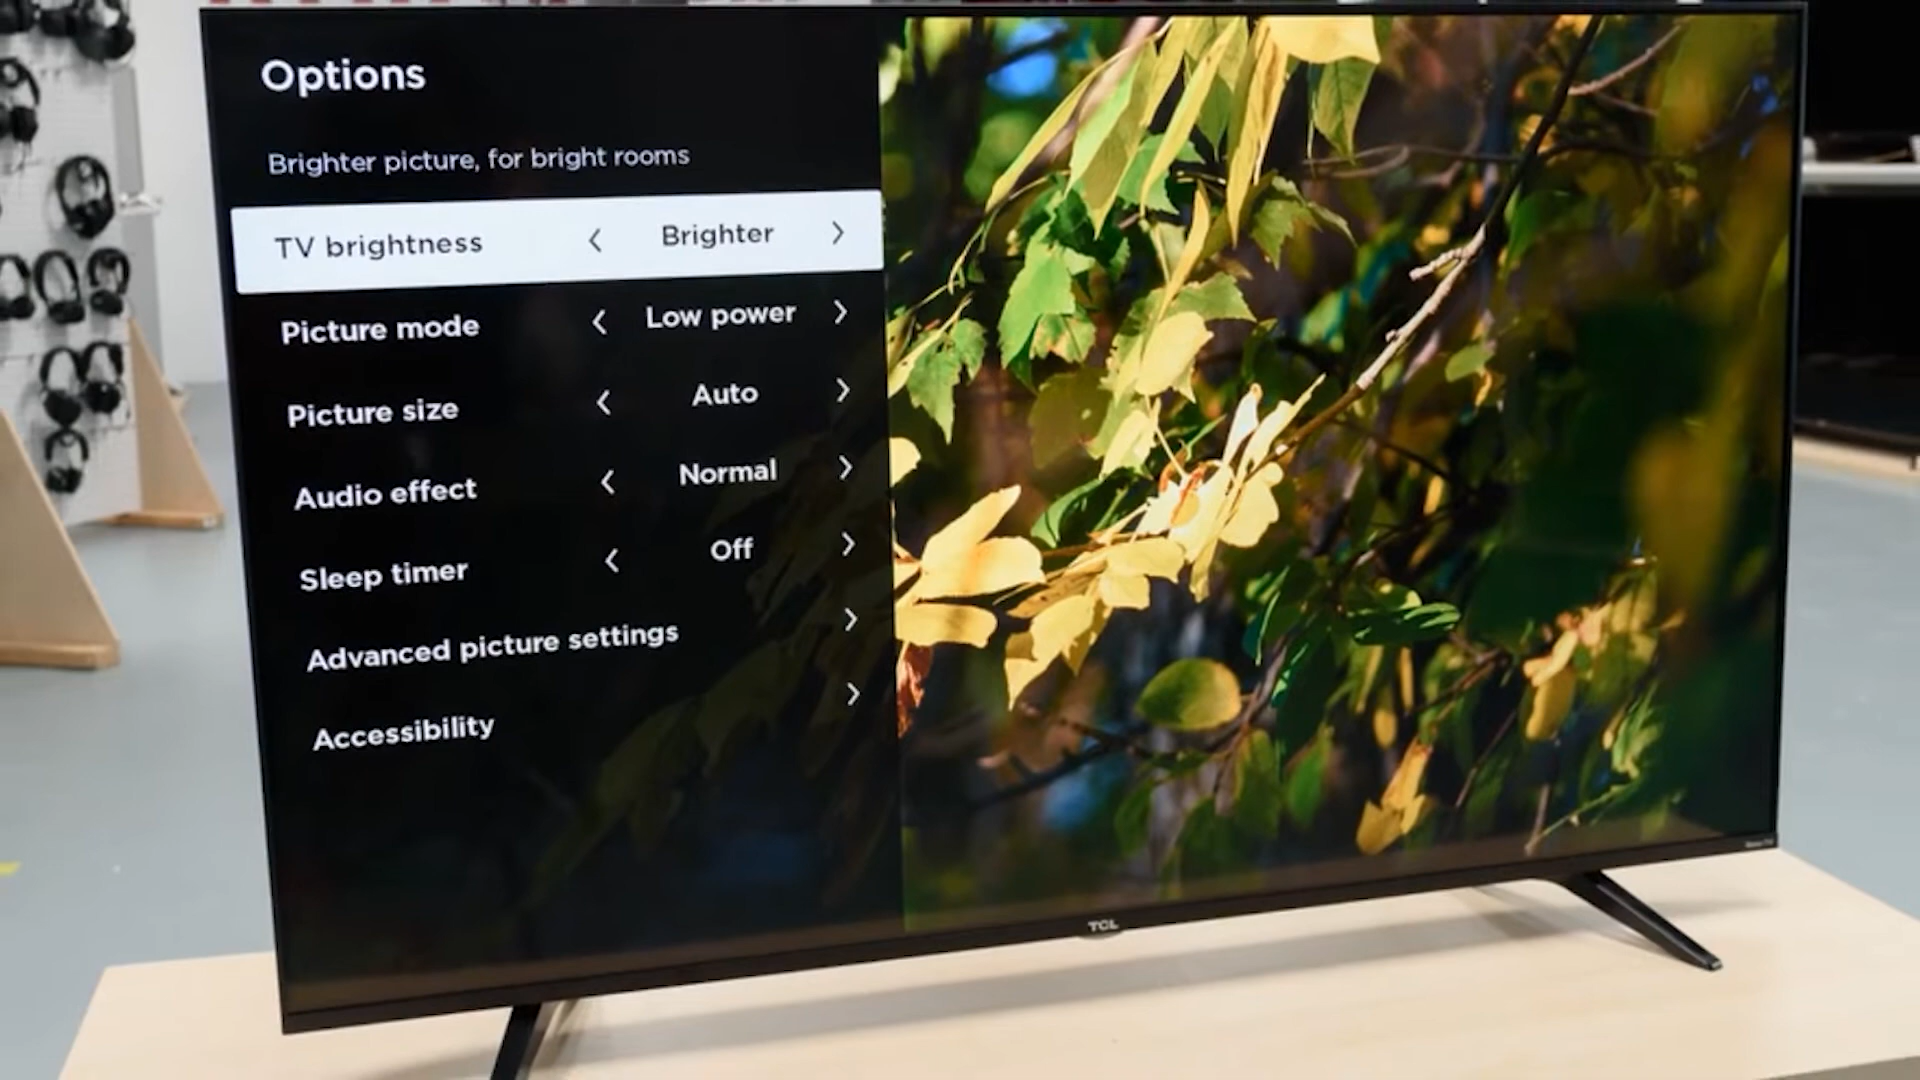 Options
Brighter picture, for bright rooms
TV brightness < Brighter >
Picture mode < Low power >
Picture size < Auto >
Audio effect < Normal >
Sleep timer < Off >
Advanced picture settings >
Accessibility >
TCL